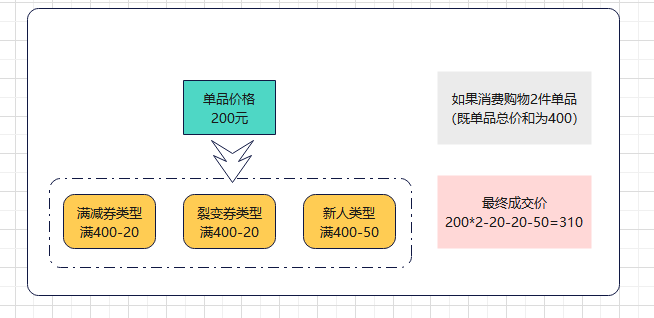 单品价格
200元
如果消费购物2件单品
（既单品总价和为400）
满减券类型
满400-20
裂变券类型
满400-20
新人类型
满400-50
最终成交价
200*2-20-20-50=310